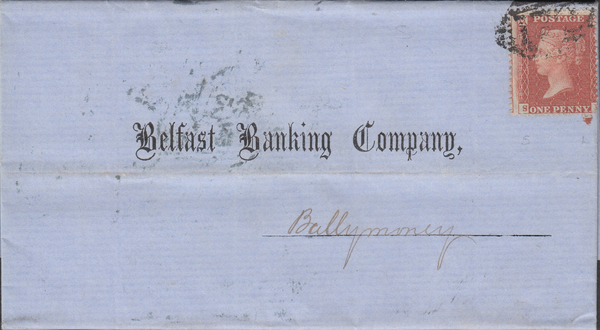 POSTAGE
S ONE PENNY
S L
Belfast Banking Company,
Ballymoney